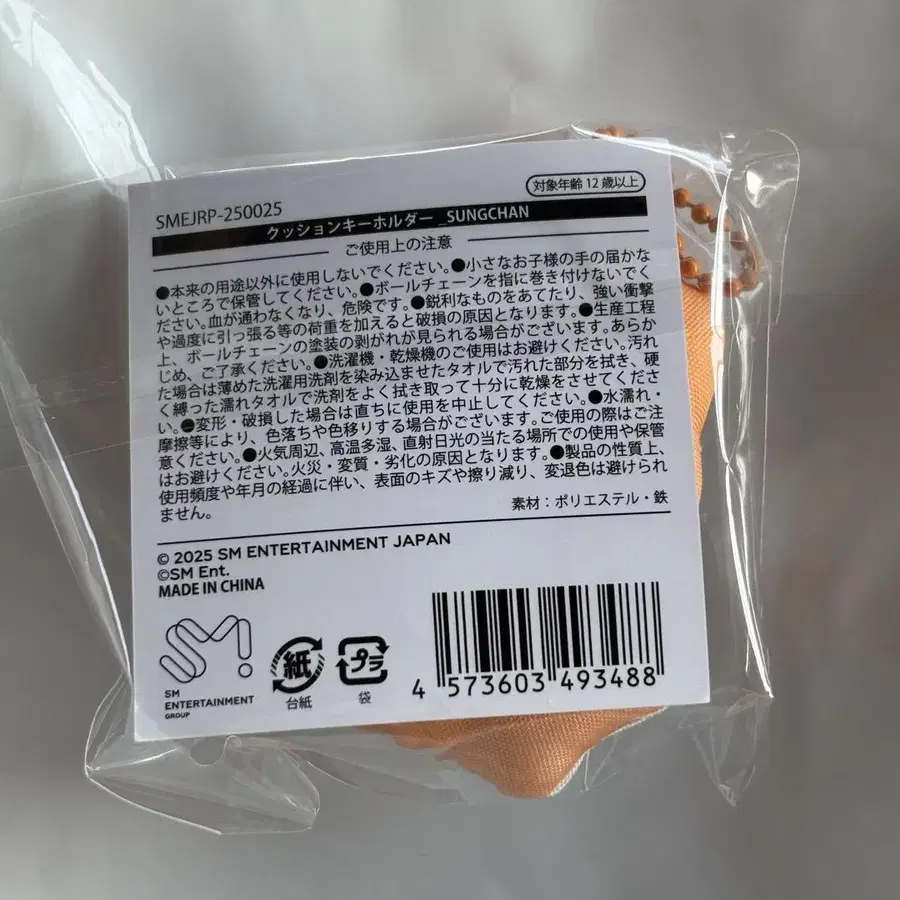 SMEJRP-250025
対象年齢 12 歳以上
クッションキーホルダー_SUNGCHAN
ご使用上の注意
●本来の用途以外に使用しないでください。●小さなお子様の手の届かな
いところで保管してください。●ボールチェーンを指に巻き付けないでく
ださい。血が通わなくなり、危険です。●鋭利なものをあてたり、強い衝撃
や過度に引っ張る等の荷重を加えると破損の原因となります。●生産工程
上、ボールチェーンの塗装の剥がれが見られる場合がございます。あらか
じめ、ご了承ください。●洗濯機・乾燥機のご使用はお避けください。汚れ
た場合は薄めた洗濯用洗剤を染み込ませたタオルで汚れた部分を拭き、硬
く縛った濡れタオルで洗剤をよく拭き取って十分に乾燥をさせてくださ
い。●変形・破損した場合は直ちに使用を中止してください。●水濡れ・
摩擦等により、色落ちや色移りする場合がございます。ご使用の際はご注
意ください。●火気周辺、高温多湿、直射日光の当たる場所での使用や保管
はお避けください。火災・変質・劣化の原因となります。●製品の性質上、
使用頻度や年月の経過に伴い、表面のキズや擦り減り、変退色は避けられ
ません。
素材：ポリエステル・鉄
© 2025 SM ENTERTAINMENT JAPAN
©SM Ent.
MADE IN CHINA
SM
ENTERTAINMENT
GROUP
紙
台紙
プラ
袋
4 573603 493488